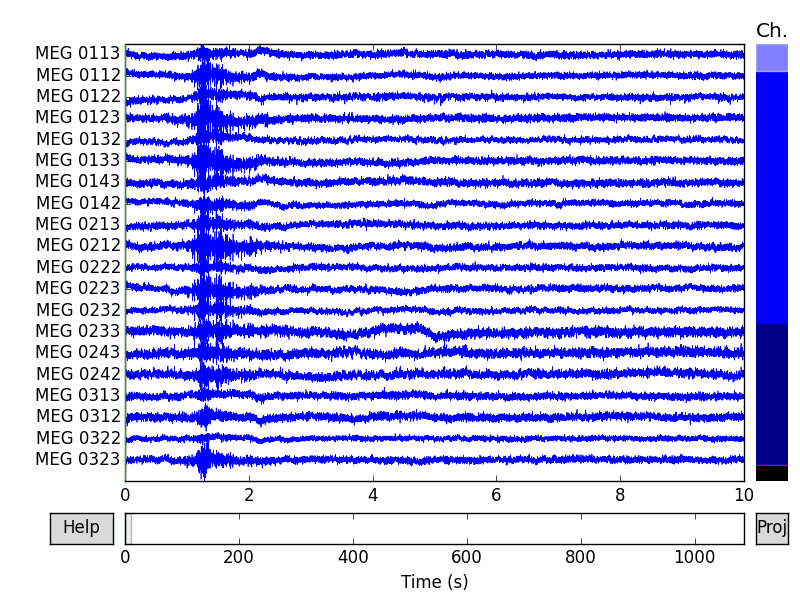 Ch.
MEG 0113
MEG 0112
MEG 0122
MEG 0123
MEG 0132
MEG 0133
MEG 0143
MEG 0142
MEG 0213
MEG 0212
MEG 0222
MEG 0223
MEG 0232
MEG 0233
MEG 0243
MEG 0242
MEG 0313
MEG 0312
MEG 0322
MEG 0323
0 2 4 6 8 10
Help Proj
0 200 400 600 800 1000
Time (s)